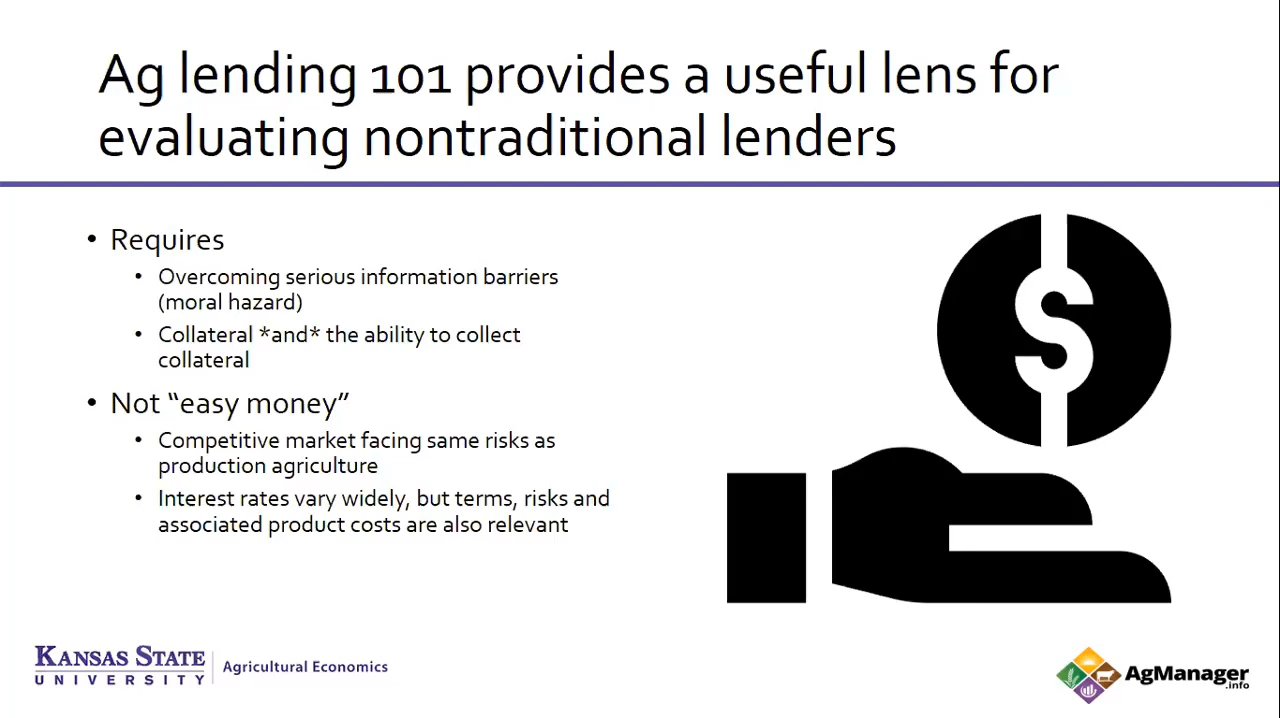 Ag lending 101 provides a useful lens for
evaluating nontraditional lenders
• Requires
• Overcoming serious information barriers
(moral hazard)
• Collateral *and* the ability to collect
collateral
• Not “easy money”
• Competitive market facing same risks as
production agriculture
• Interest rates vary widely, but terms, risks and
associated product costs are also relevant
$
KANSAS STATE
UNIVERSITY
Agricultural Economics
AgManager
.info